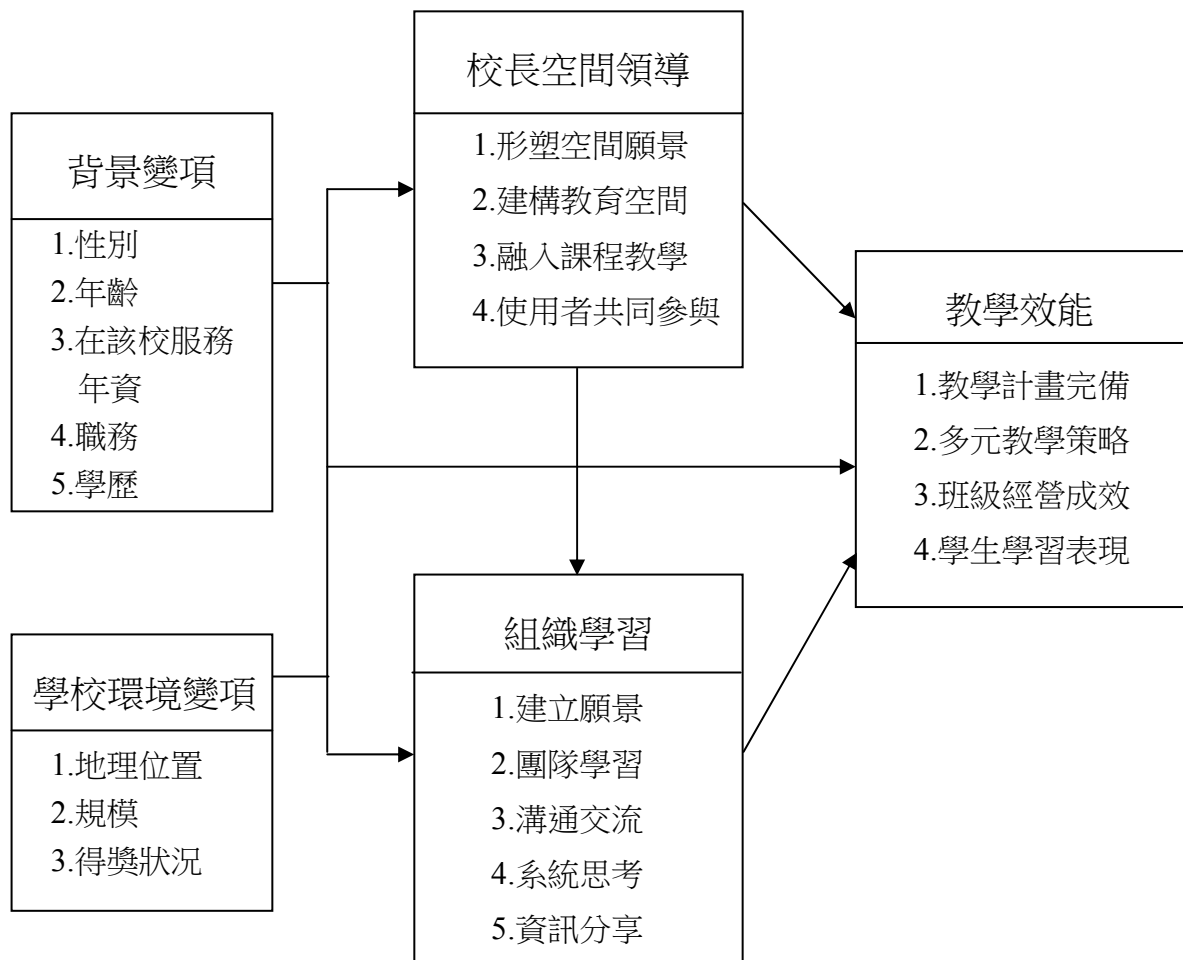 校長空間領導
1.形塑空間願景
2.建構教育空間
3.融入課程教學
4.使用者共同參與
背景變項
1.性別
2.年齡
3.在該校服務
年資
4.職務
5.學歷
教學效能
1.教學計畫完備
2.多元教學策略
3.班級經營成效
4.學生學習表現
學校環境變項
1.地理位置
2.規模
3.得獎狀況
組織學習
1.建立願景
2.團隊學習
3.溝通交流
4.系統思考
5.資訊分享